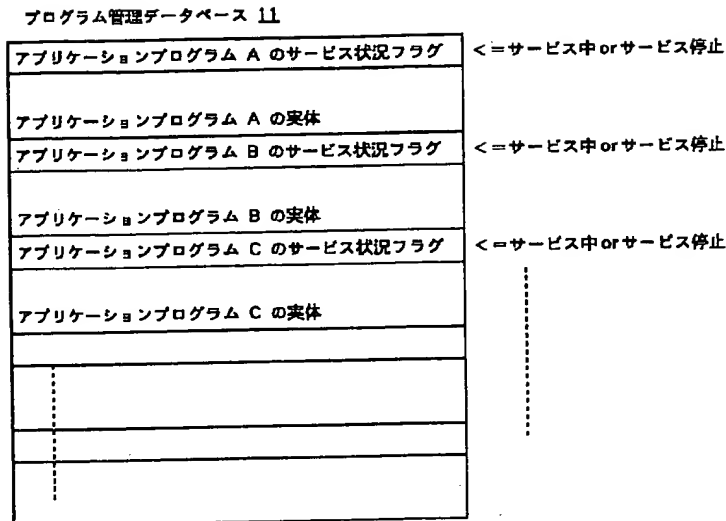 プログラム管理データベース 11
アプリケーションプログラム A のサービス状況フラグ <=サービス中orサービス停止
アプリケーションプログラム A の実体
アプリケーションプログラム B のサービス状況フラグ <=サービス中orサービス停止
アプリケーションプログラム B の実体
アプリケーションプログラム C のサービス状況フラグ <=サービス中orサービス停止
アプリケーションプログラム C の実体